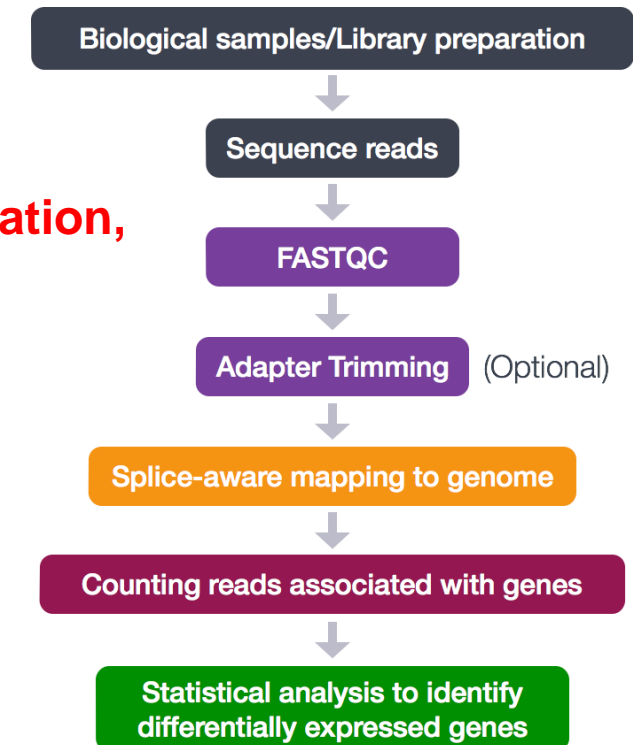 Biological samples/Library preparation
Sequence reads
ation,
FASTQC
Adapter Trimming (Optional)
Splice-aware mapping to genome
Counting reads associated with genes
Statistical analysis to identify
differentially expressed genes